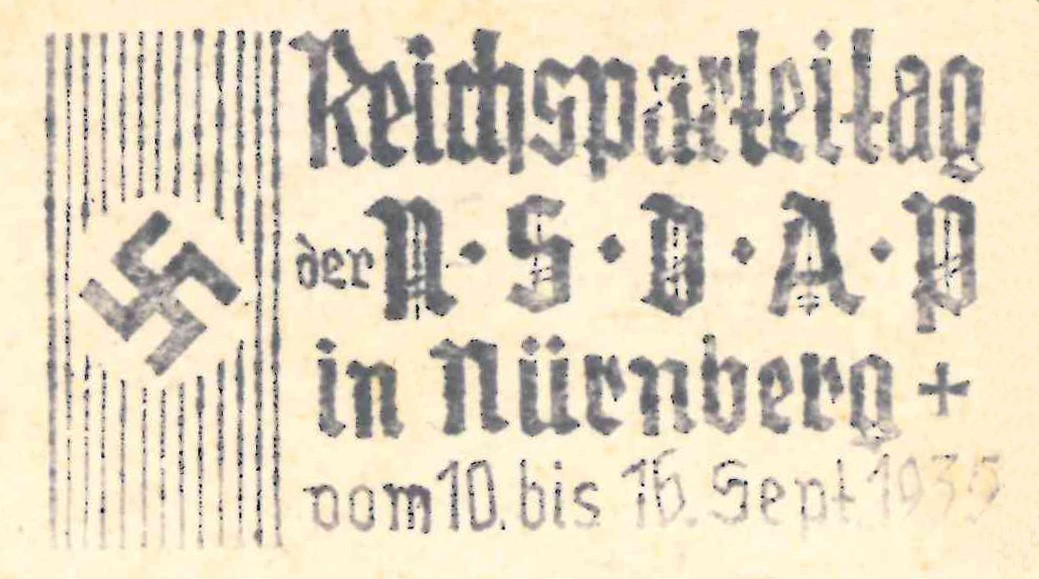 Reichsparteitag
der N·S·D·A·P
in Nürnberg +
vom 10. bis 16. Sept. 1935